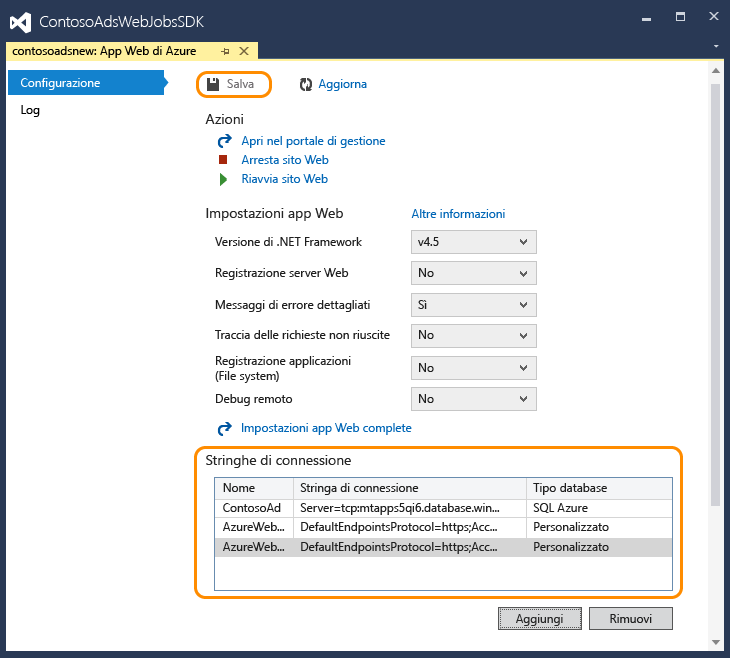 ContosoAdsWebJobsSDK
contosoadsnew: App Web di Azure
Configurazione
Log
Salva
Aggiorna
Azioni
Apri nel portale di gestione
Arresta sito Web
Riavvia sito Web
Impostazioni app Web Altre informazioni
Versione di .NET Framework v4.5
Registrazione server Web No
Messaggi di errore dettagliati Sì
Traccia delle richieste non riuscite No
Registrazione applicazioni
(File system) No
Debug remoto No
Impostazioni app Web complete
Stringhe di connessione
Nome Stringa di connessione Tipo database
ContosoAd Server=tcp:mtapps5qi6.database.win... SQL Azure
AzureWeb... DefaultEndpointsProtocol=https;Acc... Personalizzato
AzureWeb... DefaultEndpointsProtocol=https;Acc... Personalizzato
Aggiungi Rimuovi